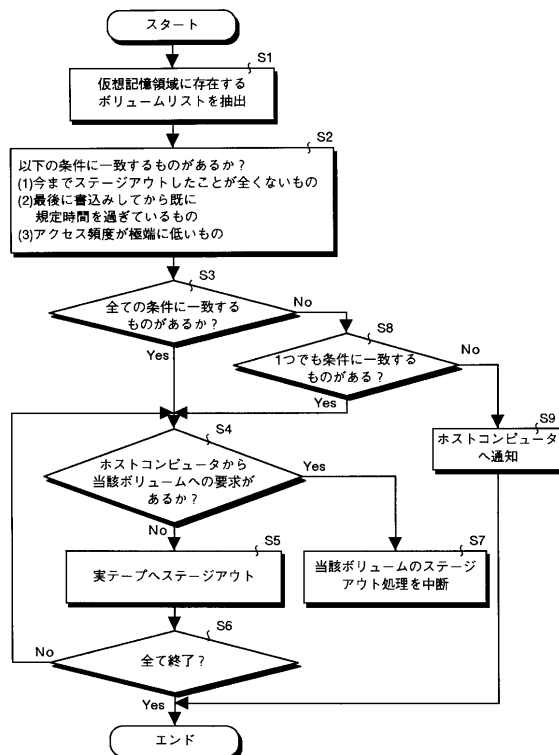 スタート
S1
仮想記憶領域に存在する
ボリュームリストを抽出
S2
以下の条件に一致するものがあるか？
(1)今までステージアウトしたことが全くないもの
(2)最後に書込みしてから既に
規定時間を過ぎているもの
(3)アクセス頻度が極端に低いもの
S3
全ての条件に一致する
ものがあるか？
No
Yes
S8
1つでも条件に一致する
ものがある？
No
Yes
S9
ホストコンピュータ
へ通知
S4
ホストコンピュータから
当該ボリュームへの要求が
あるか？
Yes
No
S5
実テープへステージアウト
S7
当該ボリュームのステージ
アウト処理を中断
S6
全て終了？
No
Yes
エンド